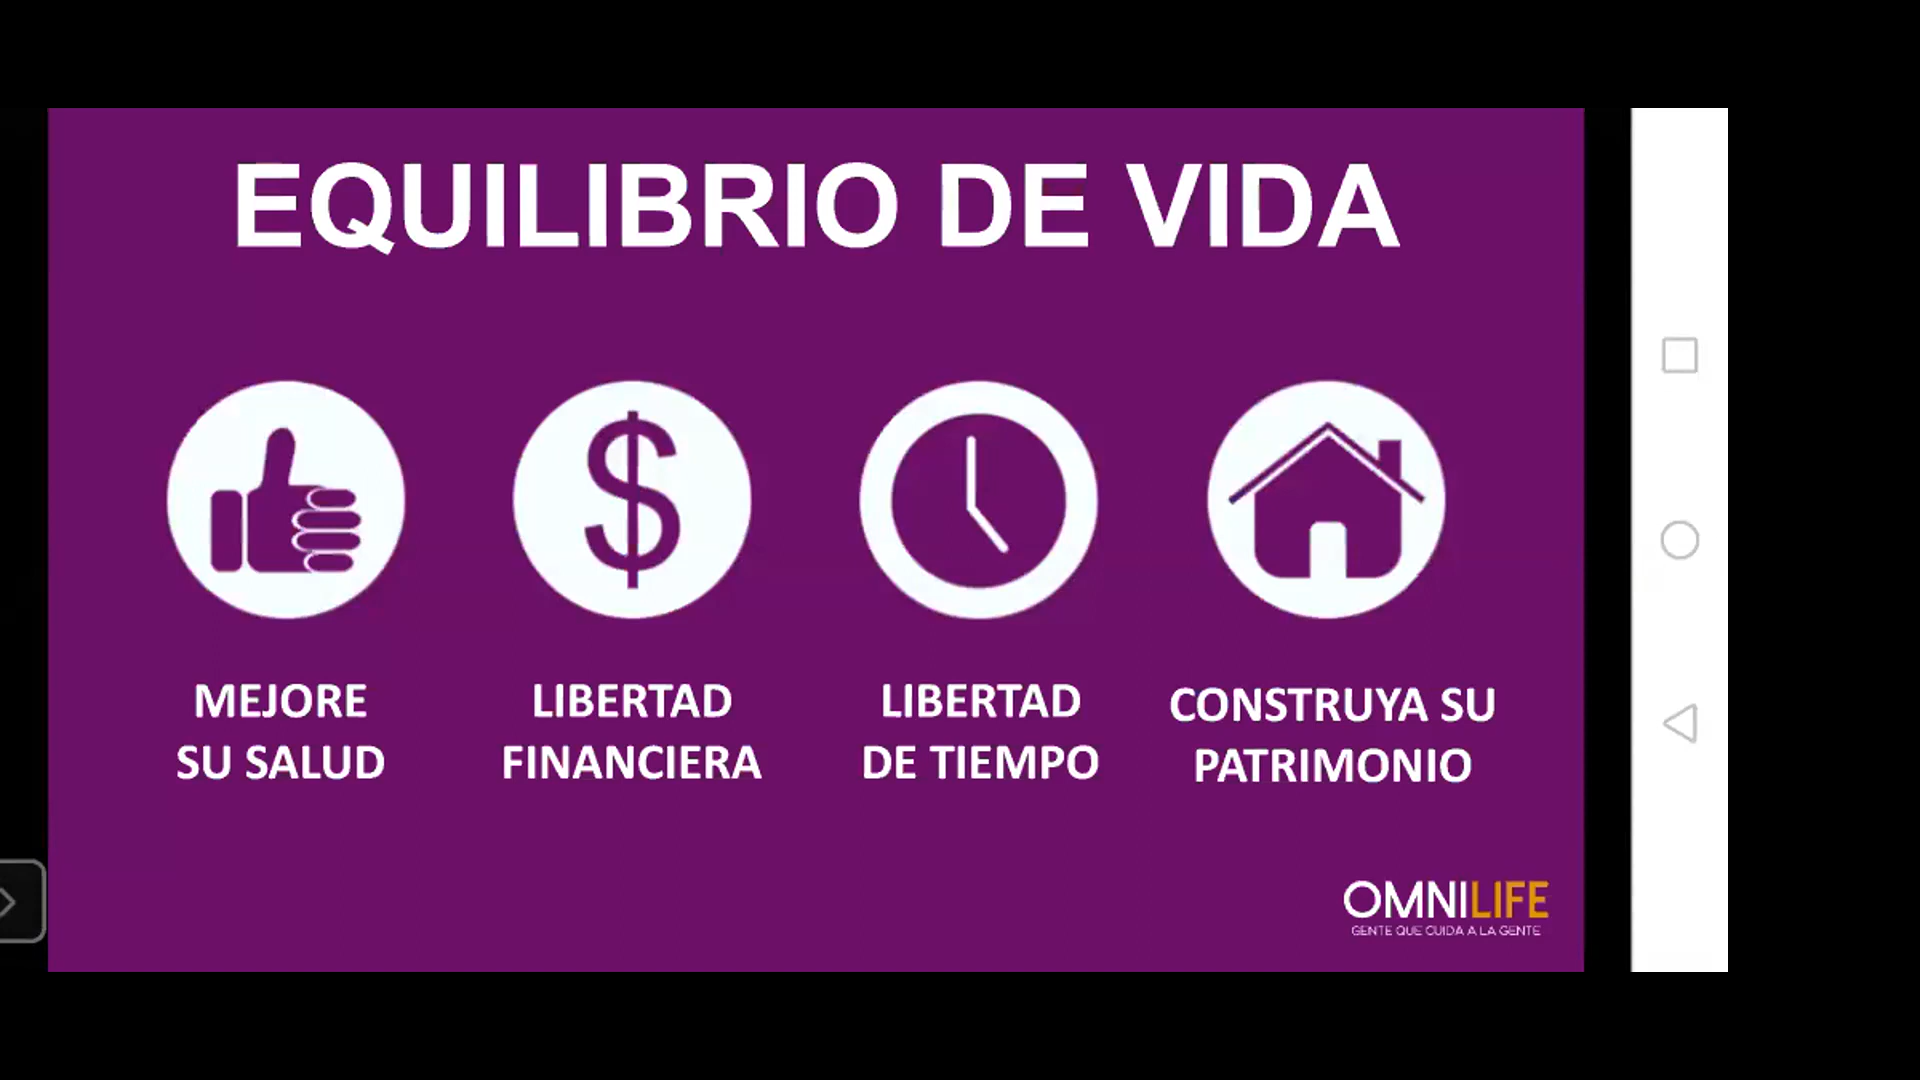 EQUILIBRIO DE VIDA
MEJORE
SU SALUD
LIBERTAD
FINANCIERA
LIBERTAD
DE TIEMPO
CONSTRUYA SU
PATRIMONIO
OMNILIFE
GENTE QUE CUIDA A LA GENTE